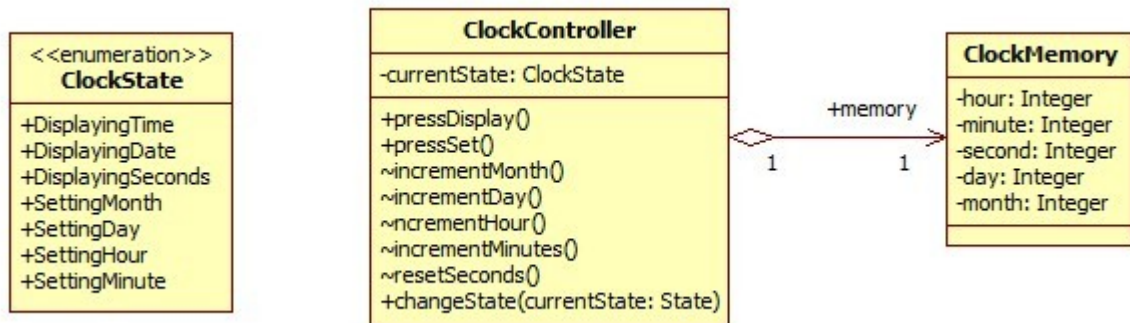 <<enumeration>>
ClockState
+DisplayingTime
+DisplayingDate
+DisplayingSeconds
+SettingMonth
+SettingDay
+SettingHour
+SettingMinute
ClockController
-currentState: ClockState
+pressDisplay()
+pressSet()
~incrementMonth()
~incrementDay()
~ncrementHour()
~incrementMinutes()
~resetSeconds()
+changeState(currentState: State)
+memory
1
1
ClockMemory
-hour: Integer
-minute: Integer
-second: Integer
-day: Integer
-month: Integer